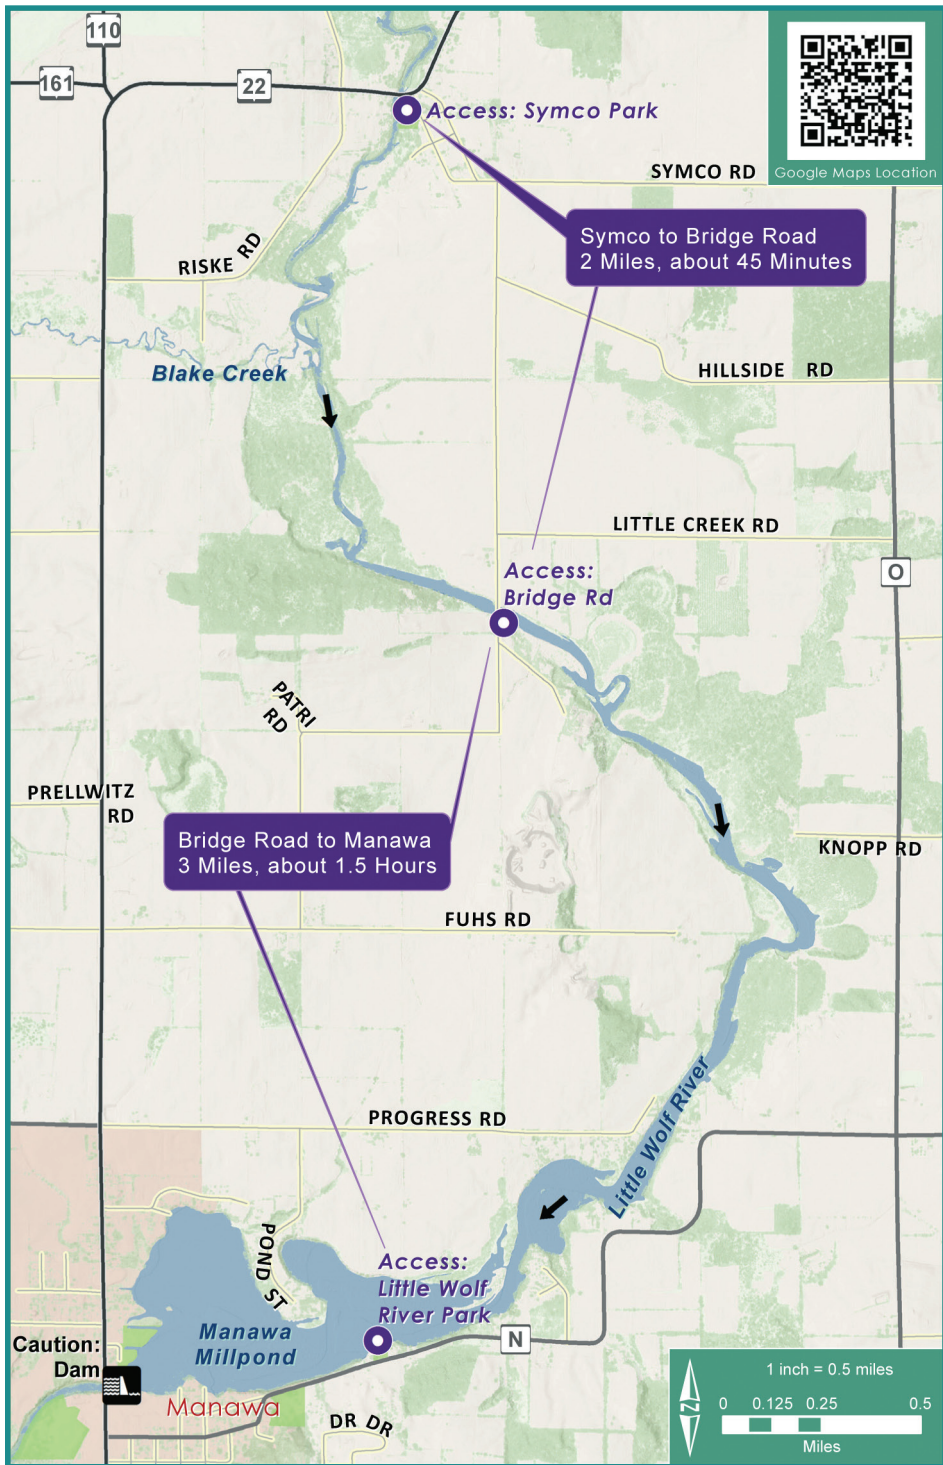 110
161
22
Access: Symco Park
Google Maps Location
SYMCO RD
Symco to Bridge Road
2 Miles, about 45 Minutes
RISKE RD
Blake Creek
HILLSIDE RD
LITTLE CREEK RD
O
Access:
Bridge Rd
PATRI
RD
PRELLWITZ
RD
Bridge Road to Manawa
3 Miles, about 1.5 Hours
KNOPP RD
FUHS RD
PROGRESS RD
Little Wolf River
POND ST
Access:
Little Wolf
River Park
Manawa
Millpond
N
Caution:
Dam
Manawa
DR DR
N
1 inch = 0.5 miles
0 0.125 0.25 0.5
Miles